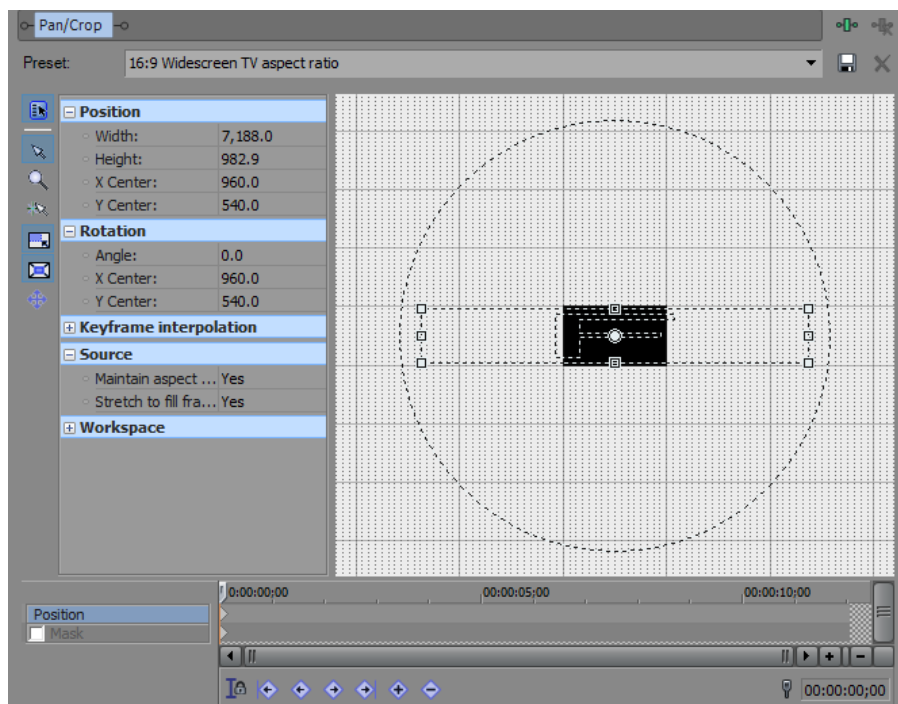 Pan/Crop
Preset: 16:9 Widescreen TV aspect ratio
Position
Width: 7,188.0
Height: 982.9
X Center: 960.0
Y Center: 540.0
Rotation
Angle: 0.0
X Center: 960.0
Y Center: 540.0
Keyframe interpolation
Source
Maintain aspect ... Yes
Stretch to fill fra... Yes
Workspace
0:00:00;00 00:00:05;00 00:00:10;00
Position
Mask
00:00:00;00